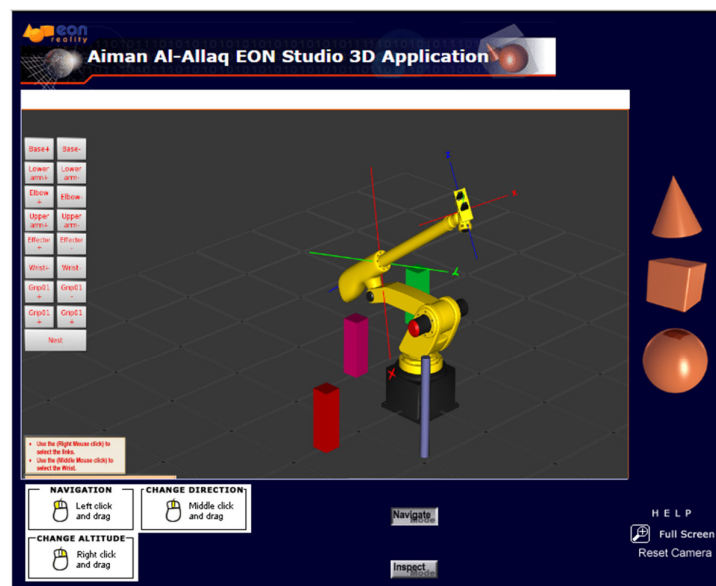 eon
reality
Aiman Al-Allaq EON Studio 3D Application
Base+ Base-
Lower arm+ Lower arm-
Elbow + Elbow-
Upper arm+ Upper arm-
Effector + Effector -
Wrist+ Wrist-
Grip01 + Grip01 -
Grip01 + Grip01 +
Nest
Z
X
Y
X
• Use the (Right Mouse click) to
select the links.
• Use the (Middle Mouse click) to
select the Wrist.
NAVIGATION
Left click
and drag
CHANGE DIRECTION
Middle click
and drag
CHANGE ALTITUDE
Right click
and drag
Navigate
Mode
Inspect
Mode
HELP
Full Screen
Reset Camera